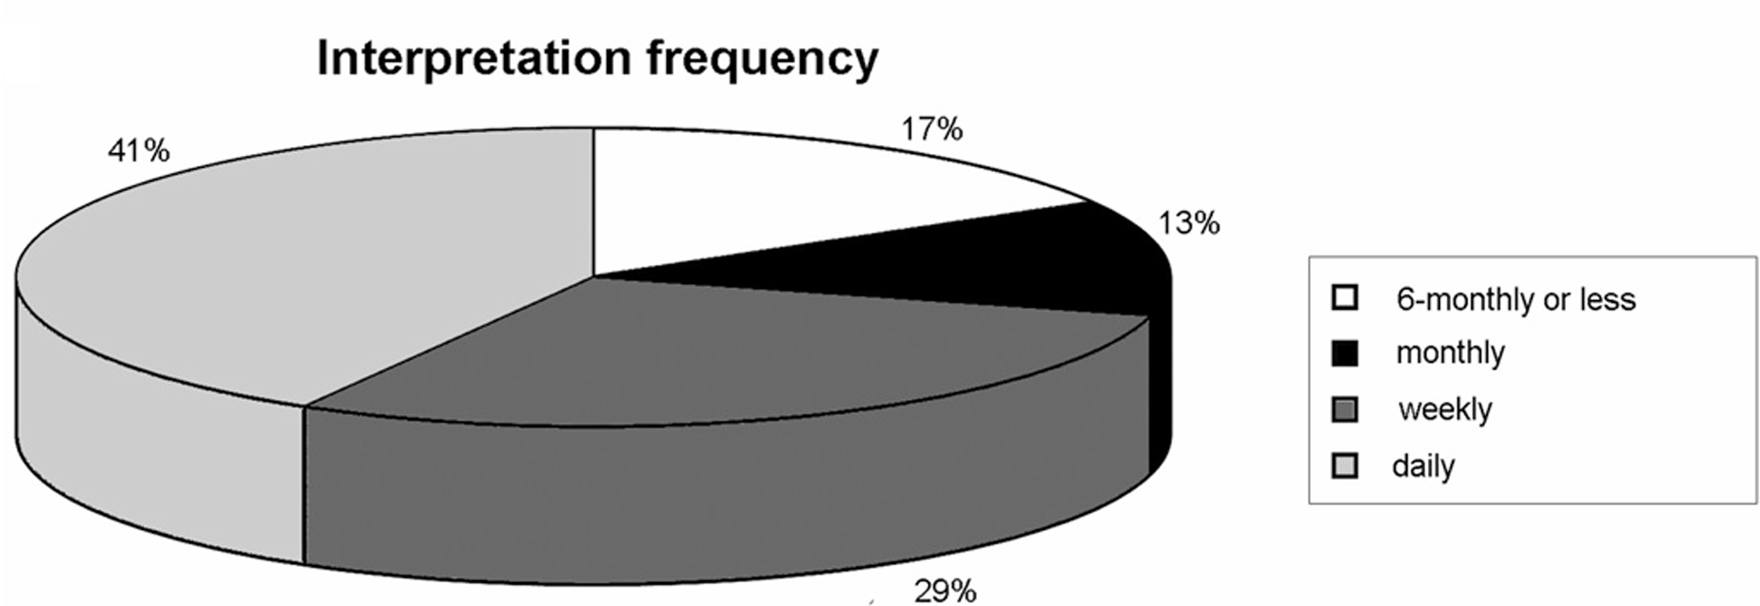 Interpretation frequency
17%
41%
13%
6-monthly or less
monthly
weekly
daily
29%